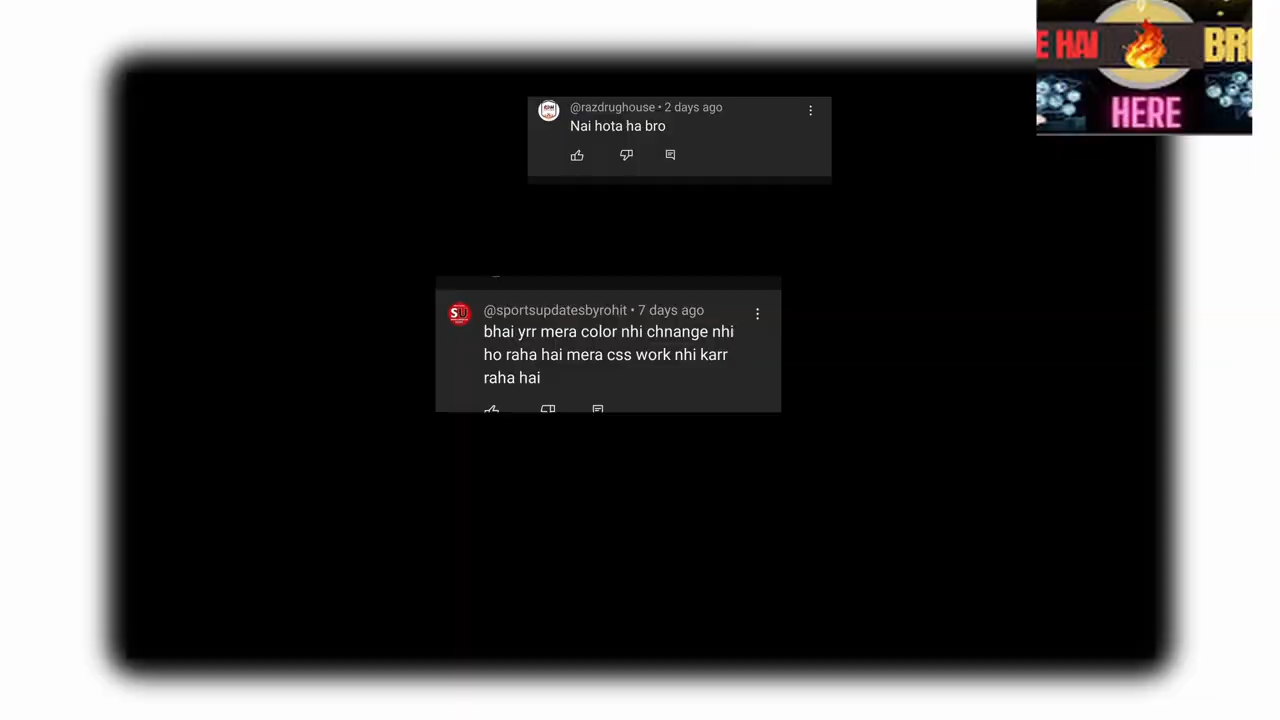 E HAI BRO
HERE
@razdrughouse • 2 days ago
Nai hota ha bro
@sportsupdatesbyrohit • 7 days ago
bhai yrr mera color nhi chnange nhi
ho raha hai mera css work nhi karr
raha hai